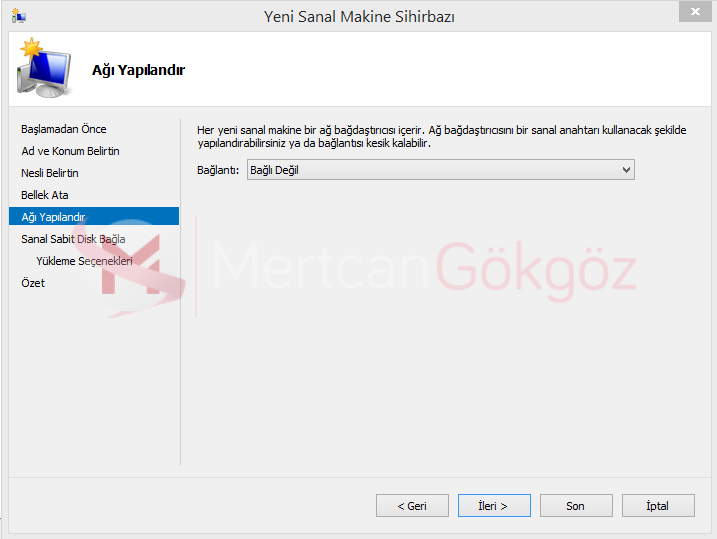 Yeni Sanal Makine Sihirbazı
Ağı Yapılandır
Başlamadan Önce
Ad ve Konum Belirtin
Nesli Belirtin
Bellek Ata
Ağı Yapılandır
Sanal Sabit Disk Bağla
Yükleme Seçenekleri
Özet
Her yeni sanal makine bir ağ bağdaştırıcısı içerir. Ağ bağdaştırıcısını bir sanal anahtarı kullanacak şekilde
yapılandırabilirsiniz ya da bağlantısı kesik kalabilir.
Bağlantı: Bağlı Değil
MertcanGökgöz
< Geri
İleri >
Son
İptal